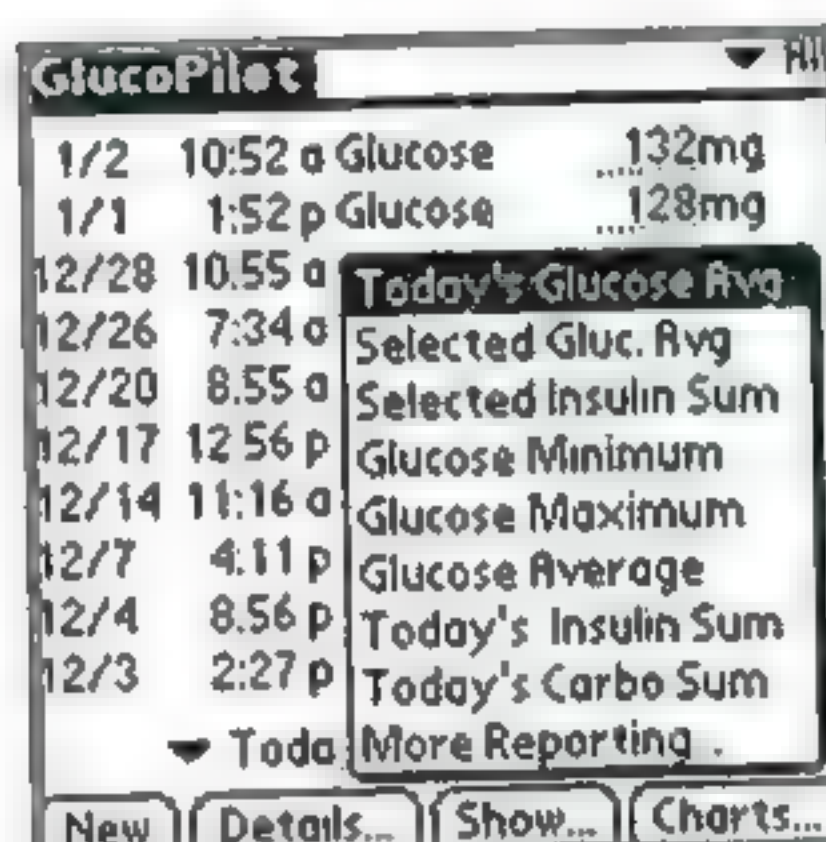 GlucoPilot
1/2 10:52 a Glucose 132mg
1/1 1:52 p Glucose 128mg
12/28 10:55 a
12/26 7:34 a
12/20 8:55 a
12/17 12:56 p
12/14 11:16 a
12/7 4:11 p
12/4 8:56 p
12/3 2:27 p
Today's Glucose Avg
Selected Gluc. Avg
Selected Insulin Sum
Glucose Minimum
Glucose Maximum
Glucose Average
Today's Insulin Sum
Today's Carbo Sum
More Reporting
New Details... Show... Charts...